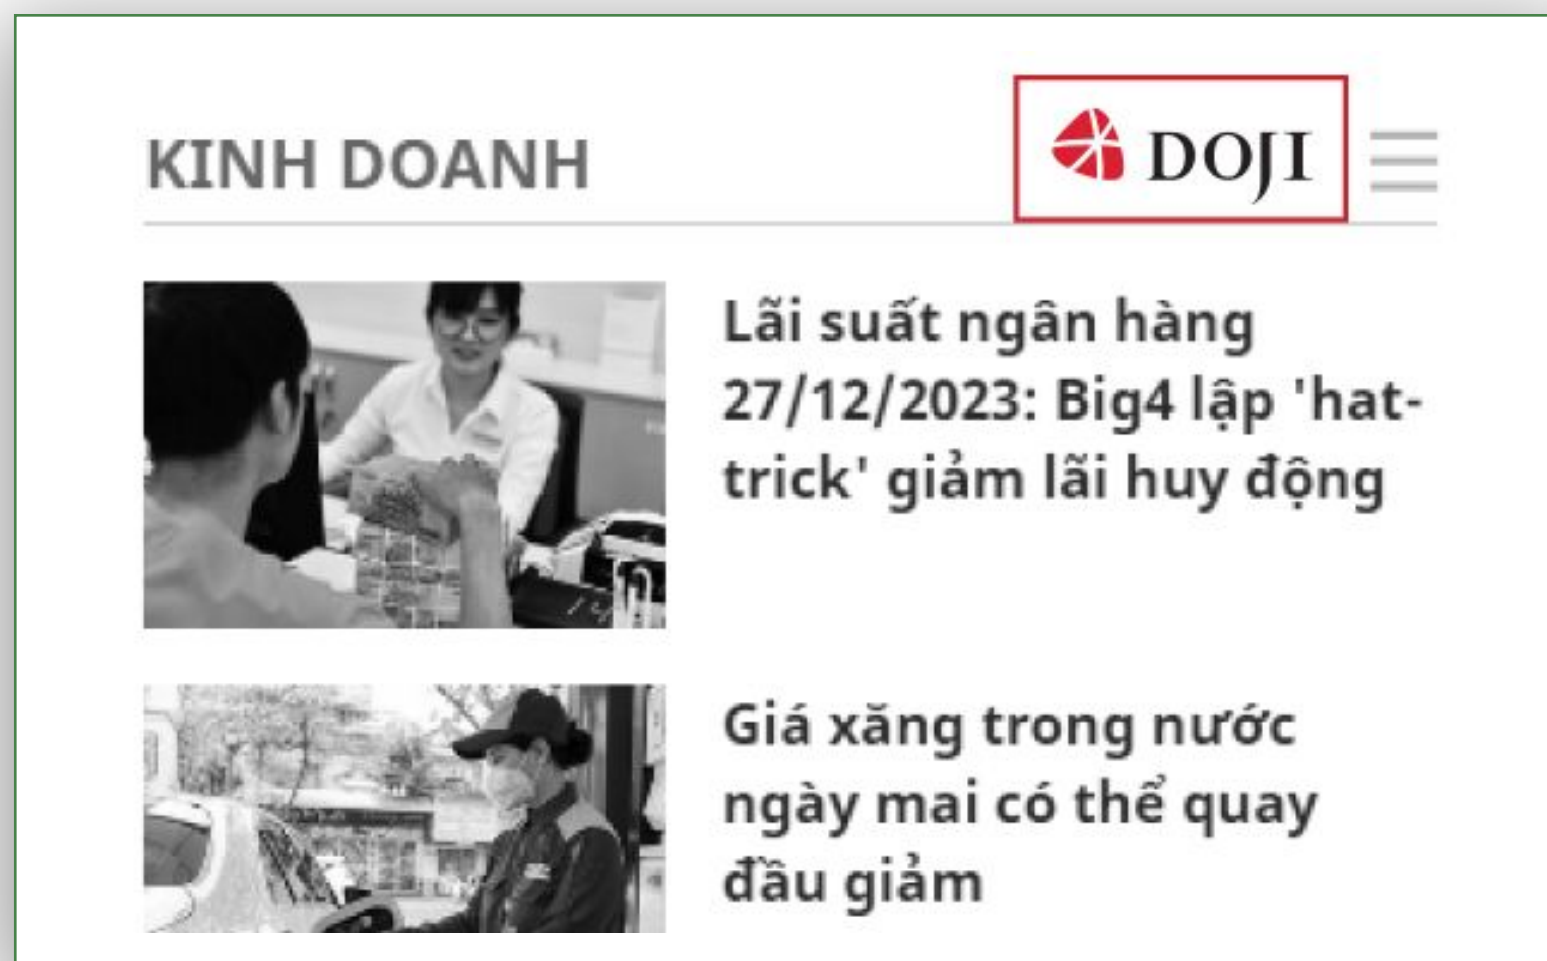 KINH DOANH
DOJI
Lãi suất ngân hàng
27/12/2023: Big4 lập 'hat-
trick' giảm lãi huy động
Giá xăng trong nước
ngày mai có thể quay
đầu giảm